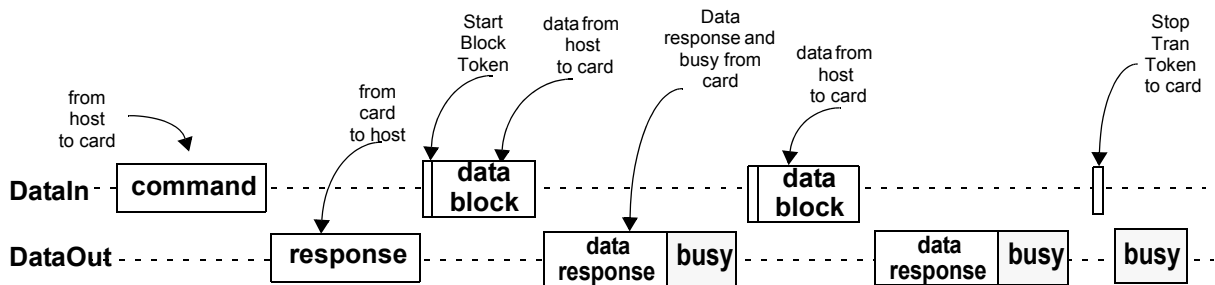 from
host
to card
from
card
to host
Start
Block
Token
data from
host
to card
Data
response and
busy from
card
data from
host
to card
Stop
Tran
Token
to card
DataIn
command
data
block
data
block
DataOut
response
data
response
busy
data
response
busy
busy